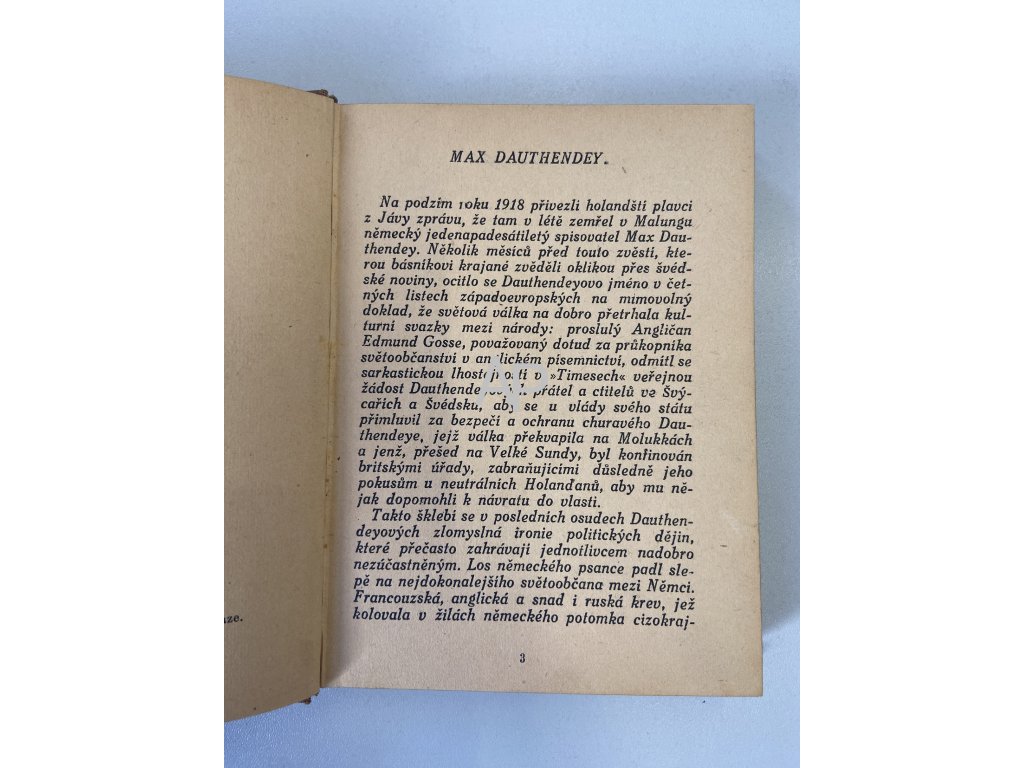 MAX DAUTHENDEY.
Na podzim roku 1918 přivezli holandští plavci
z Jávy zprávu, že tam v létě zemřel v Malungu
německý jedenapadesátiletý spisovatel Max Dau-
thendey. Několik měsíců před touto zvěstí, kte-
rou básníkovi krajané zvěděli oklikou přes švéd-
ské noviny, ocitlo se Dauthendeyovo jméno v čet-
ných listech západoevropských na mimovolný
doklad, že světová válka na dobro přetrhala kul-
turní svazky mezi národy: proslulý Angličan
Edmund Gosse, považovaný dotud za průkopníka
světoobčanství v anglickém písemnictví, odmítl se
sarkastickou lhostejností v »Timesech« veřejnou
žádost Dauthendeyových přátel a ctitelů ve Švý-
cařích a Švédsku, aby se u vlády svého státu
přimluvil za bezpečí a ochranu churavého Dau-
thendeye, jejž válka překvapila na Molukkách
a jenž, přešed na Velké Sundy, byl konfinován
britskými úřady, zabraňujícími důsledně jeho
pokusům u neutrálních Holanďanů, aby mu ně-
jak dopomohli k návratu do vlasti.
Takto šklebí se v posledních osudech Dauthen-
deyových zlomyslná ironie politických dějin,
které přečasto zahrávají jednotlivcem nadobro
nezúčastněným. Los německého psance padl sle-
pě na nejdokonalejšího světoobčana mezi Němci.
Francouzská, anglická a snad i ruská krev, jež
kolovala v žilách německého potomka cizokraj-
3
uze.
AP